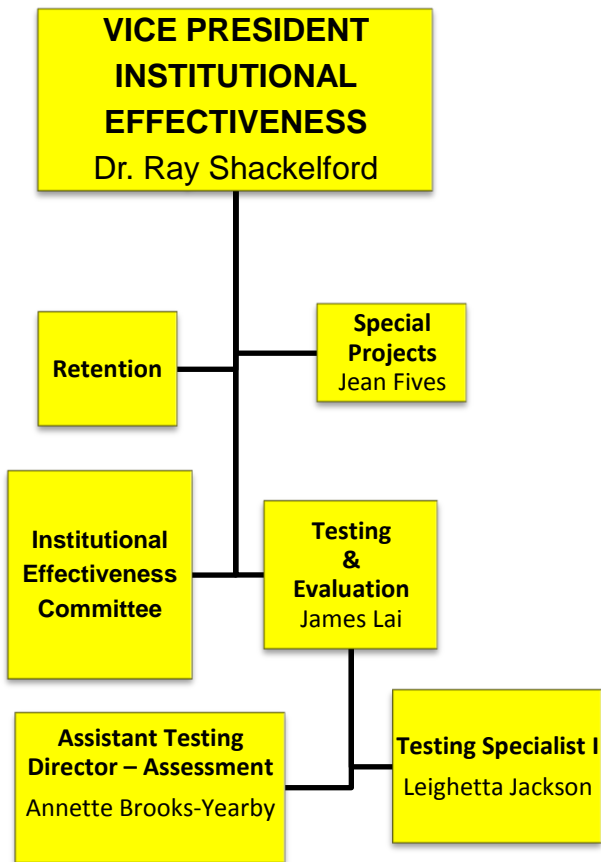 VICE PRESIDENT
INSTITUTIONAL
EFFECTIVENESS
Dr. Ray Shackelford
Retention
Special
Projects
Jean Fives
Institutional
Effectiveness
Committee
Testing
&
Evaluation
James Lai
Assistant Testing
Director – Assessment
Annette Brooks-Yearby
Testing Specialist I
Leighetta Jackson